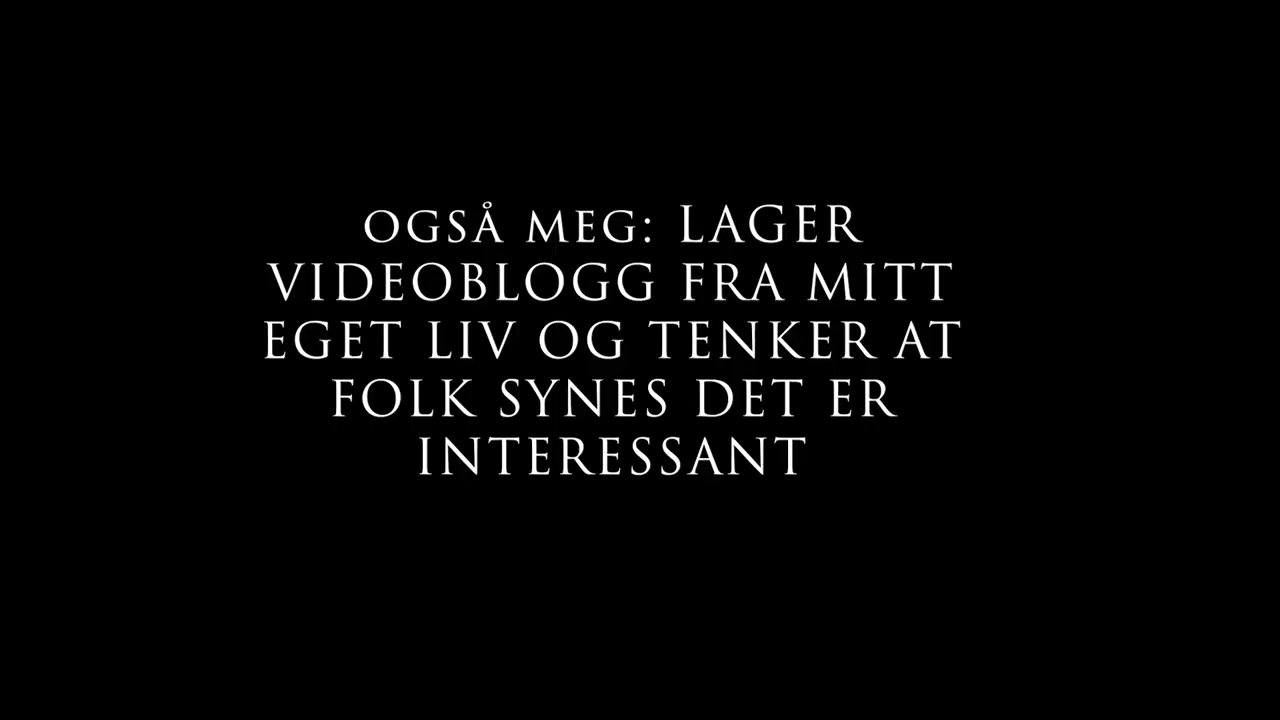 OGSÅ MEG: LAGER
VIDEOBLOGG FRA MITT
EGET LIV OG TENKER AT
FOLK SYNES DET ER
INTERESSANT